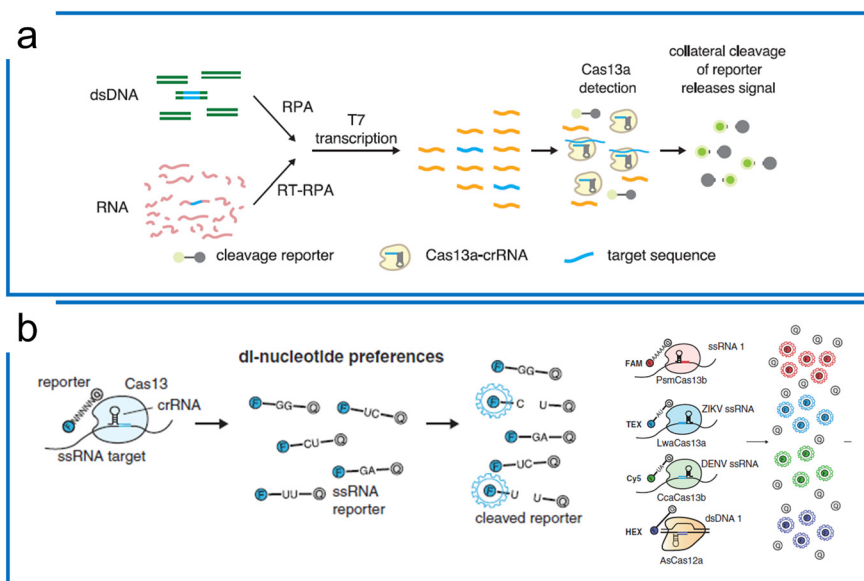 a
collateral cleavage
of reporter
releases signal
Cas13a
detection
dsDNA
RPA
T7
transcription
RNA
RT-RPA
cleavage reporter
Cas13a-crRNA
target sequence
b
di-nucleotide preferences
reporter
Cas13
crRNA
NNNNNN
Q
F
ssRNA target
F-GG-Q
F-UC-Q
F-CU-Q
F-GA-Q
F-UU-Q
ssRNA
reporter
F-GG-Q
F-C U-Q
F-GA-Q
F-UC-Q
F-U U-Q
cleaved reporter
ssRNA 1
FAM
PsmCas13b
ZIKV ssRNA
TEX
LwaCas13a
DENV ssRNA
Cy5
CcaCas13b
dsDNA 1
HEX
AsCas12a